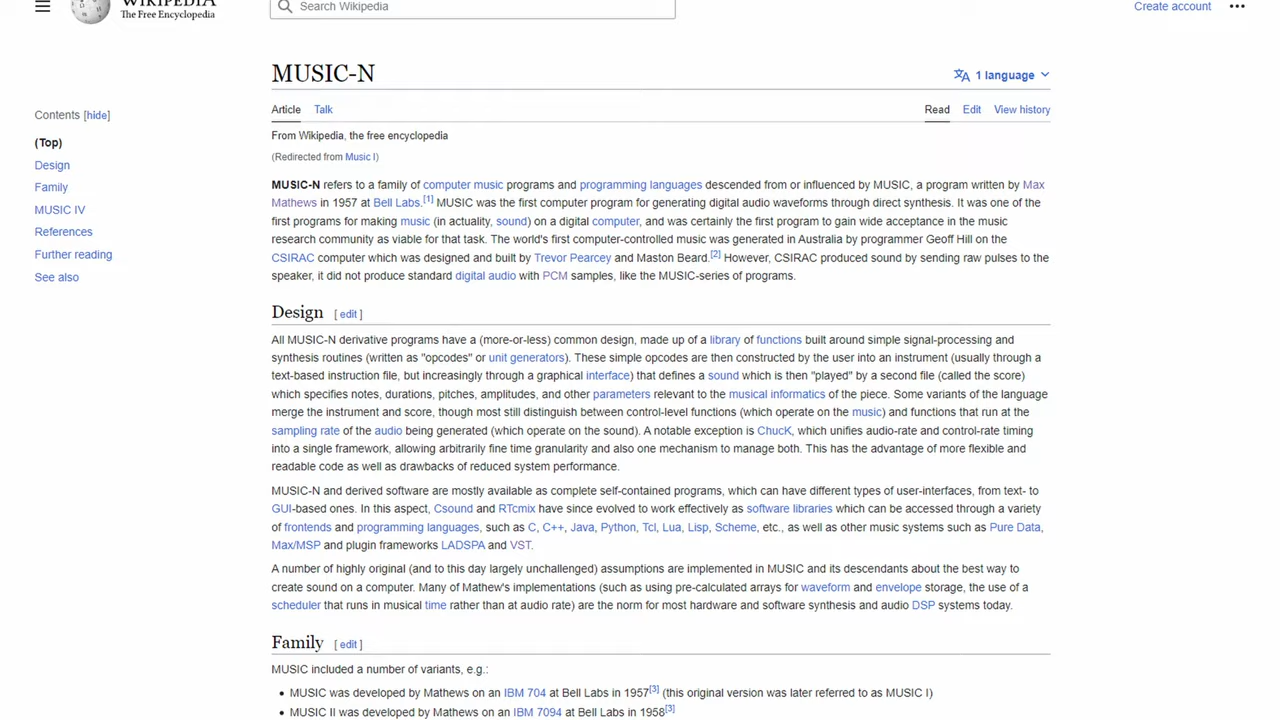 WIKIPEDIA
The Free Encyclopedia
Search Wikipedia
Create account
MUSIC-N
1 language
Contents [hide]
(Top)
Design
Family
MUSIC IV
References
Further reading
See also
Article Talk
Read Edit View history
From Wikipedia, the free encyclopedia
(Redirected from Music I)
MUSIC-N refers to a family of computer music programs and programming languages descended from or influenced by MUSIC, a program written by Max
Mathews in 1957 at Bell Labs.[1] MUSIC was the first computer program for generating digital audio waveforms through direct synthesis. It was one of the
first programs for making music (in actuality, sound) on a digital computer, and was certainly the first program to gain wide acceptance in the music
research community as viable for that task. The world's first computer-controlled music was generated in Australia by programmer Geoff Hill on the
CSIRAC computer which was designed and built by Trevor Pearcey and Maston Beard.[2] However, CSIRAC produced sound by sending raw pulses to the
speaker, it did not produce standard digital audio with PCM samples, like the MUSIC-series of programs.
Design [ edit ]
All MUSIC-N derivative programs have a (more-or-less) common design, made up of a library of functions built around simple signal-processing and
synthesis routines (written as "opcodes" or unit generators). These simple opcodes are then constructed by the user into an instrument (usually through a
text-based instruction file, but increasingly through a graphical interface) that defines a sound which is then "played" by a second file (called the score)
which specifies notes, durations, pitches, amplitudes, and other parameters relevant to the musical informatics of the piece. Some variants of the language
merge the instrument and score, though most still distinguish between control-level functions (which operate on the music) and functions that run at the
sampling rate of the audio being generated (which operate on the sound). A notable exception is ChucK, which unifies audio-rate and control-rate timing
into a single framework, allowing arbitrarily fine time granularity and also one mechanism to manage both. This has the advantage of more flexible and
readable code as well as drawbacks of reduced system performance.
MUSIC-N and derived software are mostly available as complete self-contained programs, which can have different types of user-interfaces, from text- to
GUI-based ones. In this aspect, Csound and RTcmix have since evolved to work effectively as software libraries which can be accessed through a variety
of frontends and programming languages, such as C, C++, Java, Python, Tcl, Lua, Lisp, Scheme, etc., as well as other music systems such as Pure Data,
Max/MSP and plugin frameworks LADSPA and VST.
A number of highly original (and to this day largely unchallenged) assumptions are implemented in MUSIC and its descendants about the best way to
create sound on a computer. Many of Mathew's implementations (such as using pre-calculated arrays for waveform and envelope storage, the use of a
scheduler that runs in musical time rather than at audio rate) are the norm for most hardware and software synthesis and audio DSP systems today.
Family [ edit ]
MUSIC included a number of variants, e.g.:
• MUSIC was developed by Mathews on an IBM 704 at Bell Labs in 1957[3] (this original version was later referred to as MUSIC I)
• MUSIC II was developed by Mathews on an IBM 7094 at Bell Labs in 1958[3]